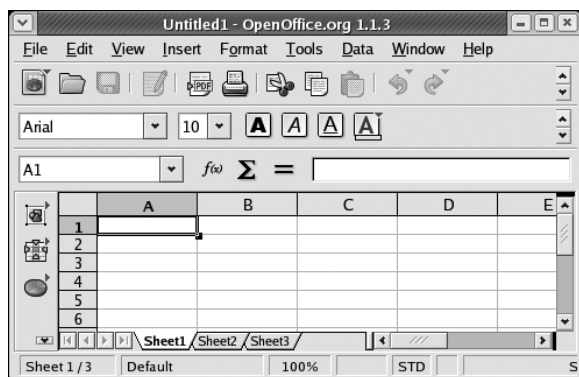 Untitled1 - OpenOffice.org 1.1.3
File Edit View Insert Format Tools Data Window Help
PDF
Arial 10 A A A A
A1 f(x) Σ =
A B C D E
1
2
3
4
5
6
Sheet1 Sheet2 Sheet3
Sheet 1 / 3 Default 100% STD S